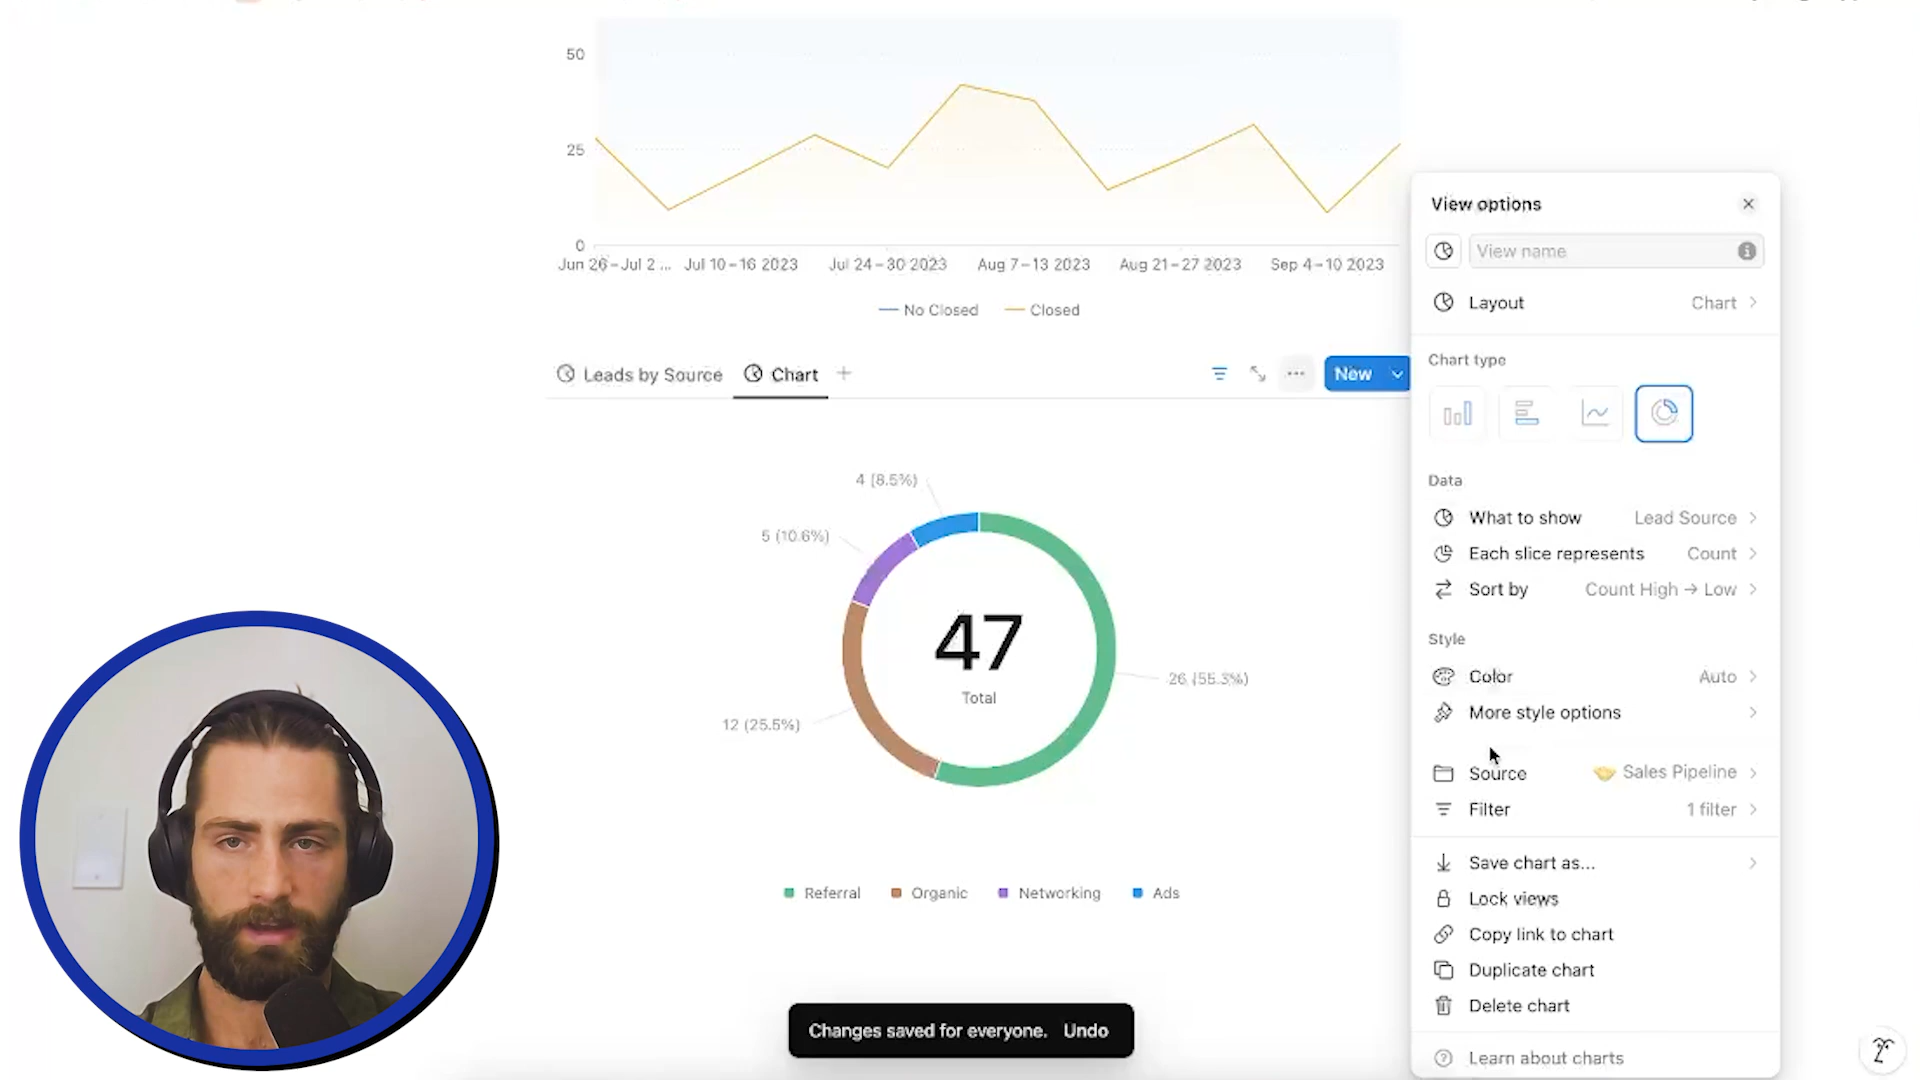 50
25
0
Jun 26 – Jul 2 ... Jul 10 – 16 2023 Jul 24 – 30 2023 Aug 7 – 13 2023 Aug 21 – 27 2023 Sep 4 – 10 2023
No Closed Closed
Leads by Source Chart + New
4 (8.5%)
5 (10.6%)
47
Total
26 (55.3%)
12 (25.5%)
Referral Organic Networking Ads
Changes saved for everyone. Undo
View options
View name
Layout Chart
Chart type
Data
What to show Lead Source
Each slice represents Count
Sort by Count High → Low
Style
Color Auto
More style options
Source Sales Pipeline
Filter 1 filter
Save chart as...
Lock views
Copy link to chart
Duplicate chart
Delete chart
Learn about charts